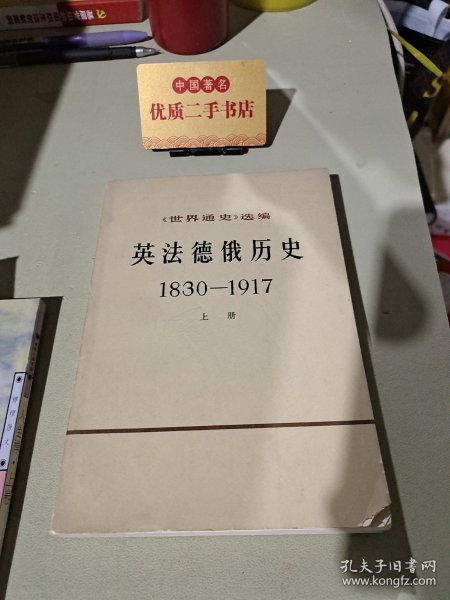 中国著名
优质二手书店
《世界通史》选编
英法德俄历史
1830—1917
上册
孔夫子旧书网
www.kongfz.com